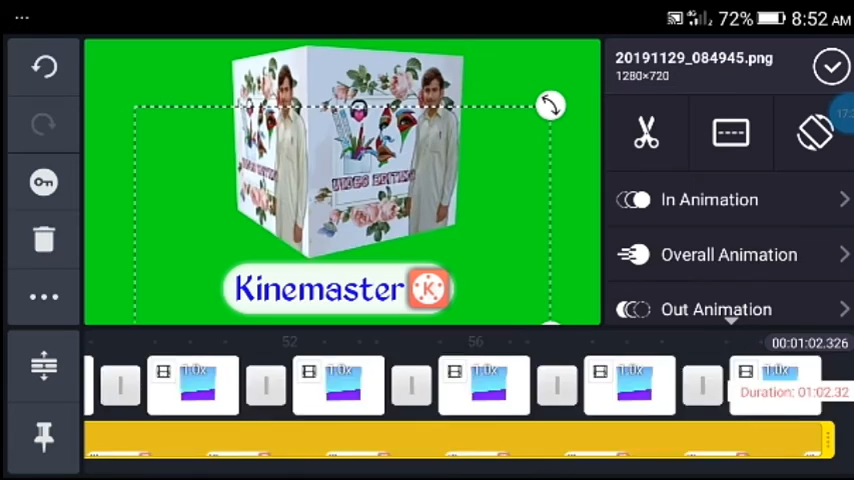 ... 72% 8:52 AM
20191129_084945.png
1280×720
17:
In Animation
VIDEO EDITING
Overall Animation
Kinemaster K
Out Animation
52 56 00:01:02.326
1.0x 1.0x 1.0x 1.0x 1.0x
Duration: 01:02.32